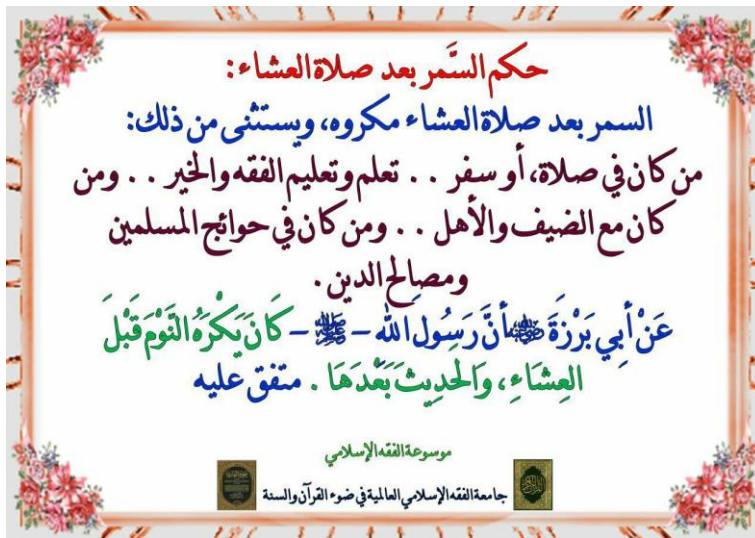 حكم السَّمر بعد صلاة العشاء:
السمر بعد صلاة العشاء مكروه، ويستثنى من ذلك:
من كان في صلاة، أو سفر . . تعلم وتعليم الفقه والخير . . ومن
كان مع الضيف والأهل . . ومن كان في حوائج المسلمين
ومصالح الدين .
عَنْ أَبِي بَرْزَةَ ﷺ أَنَّ رَسُولَ اللهِ - ﷺ - كَانَ يَكْرَهُ النَّوْمَ قَبْلَ
العِشَاءِ، وَالحَدِيثَ بَعْدَهَا . متفق عليه
موسوعة الفقه الإسلامي
جامعة الفقه الإسلامي العالمية في ضوء القرآن والسنة